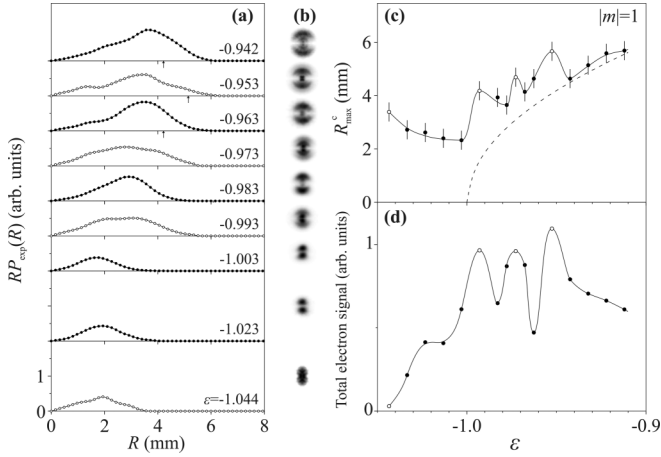 (a)
(b)
(c)
|m|=1
-0.942
-0.953
-0.963
-0.973
-0.983
-0.993
-1.003
-1.023
ε=-1.044
RP_exp(R) (arb. units)
1
0
0 2 4 6 8
R (mm)
R^c_max (mm)
6
4
2
0
(d)
Total electron signal (arb. units)
1
0
-1.0
-0.9
ε